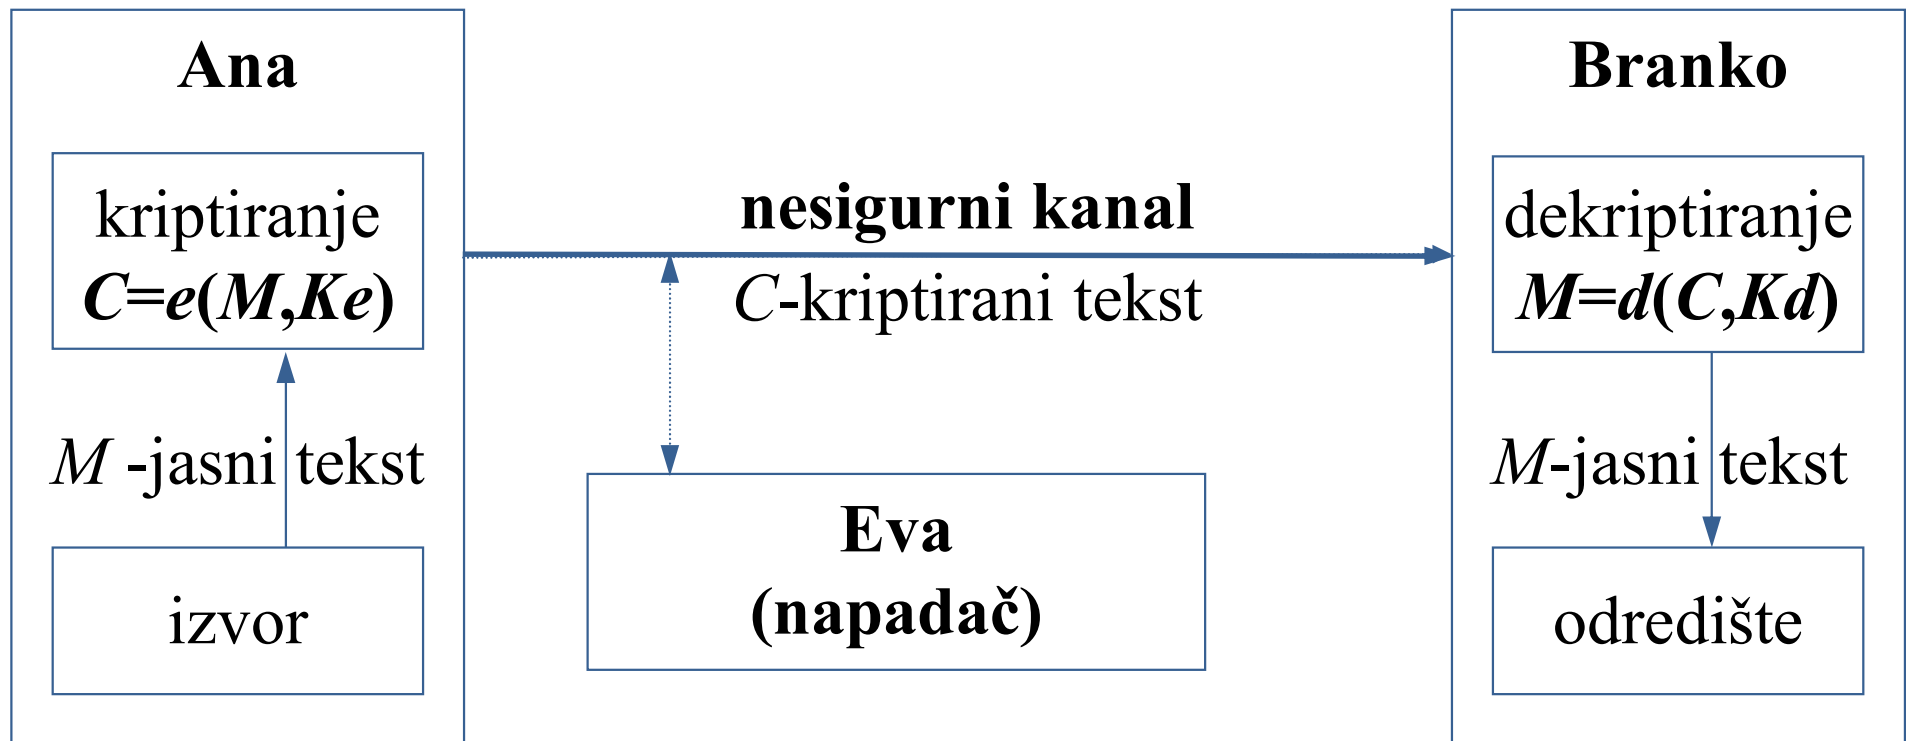 Ana
kriptiranje
C=e(M,Ke)
M -jasni tekst
izvor
nesigurni kanal
C-kriptirani tekst
Eva
(napadač)
Branko
dekriptiranje
M=d(C,Kd)
M-jasni tekst
odredište